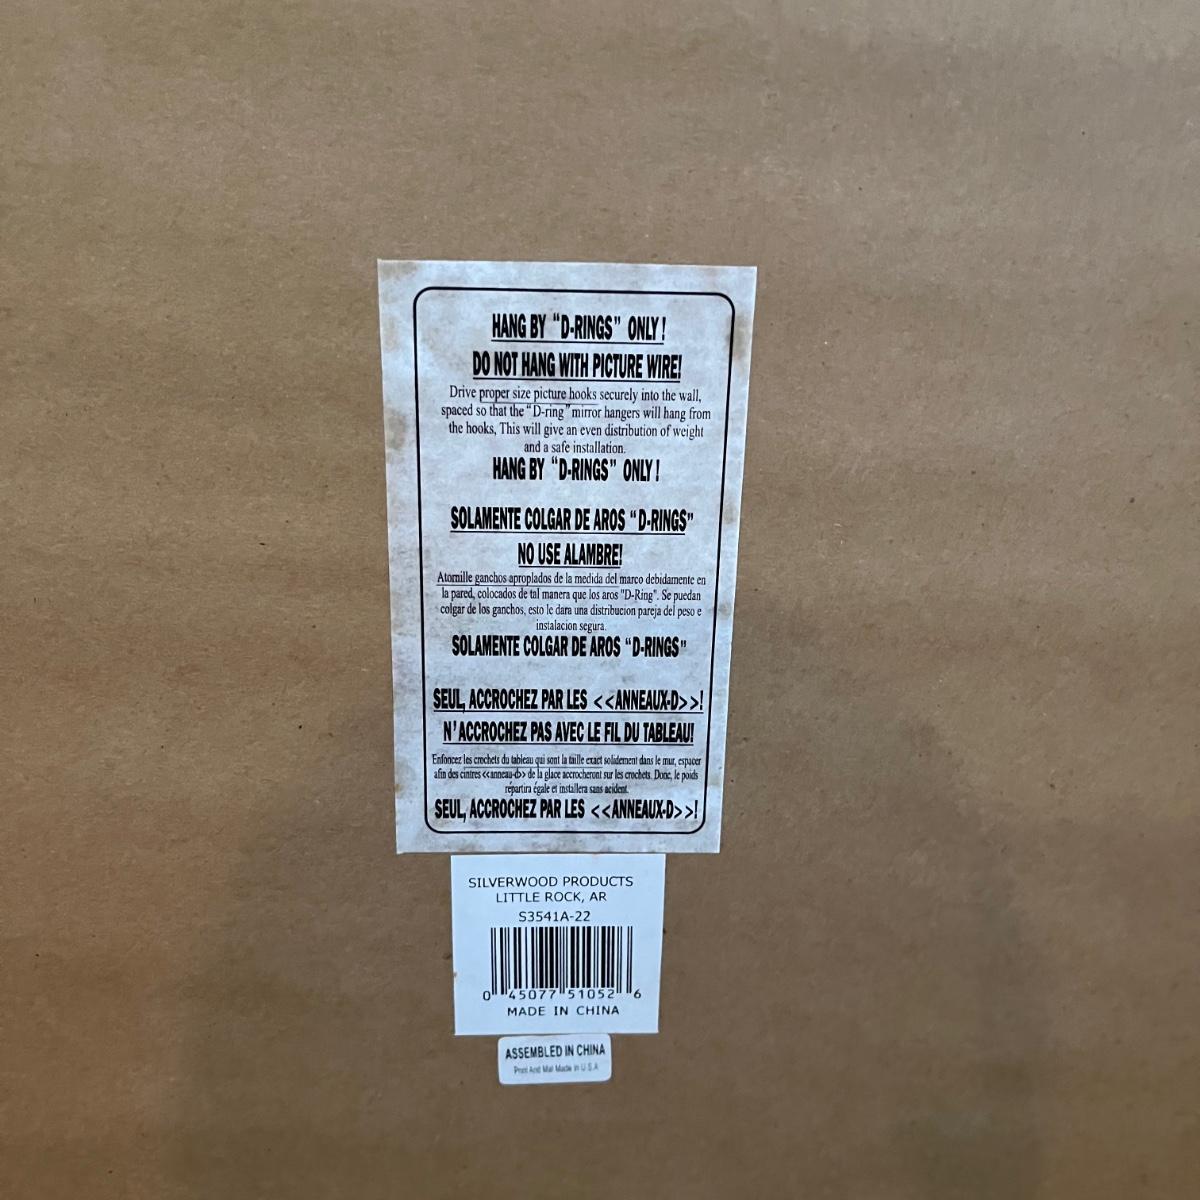 HANG BY "D-RINGS" ONLY!
DO NOT HANG WITH PICTURE WIRE!
Drive proper size picture hooks securely into the wall,
spaced so that the "D-ring" mirror hangers will hang from
the hooks, This will give an even distribution of weight
and a safe installation.
HANG BY "D-RINGS" ONLY!
SOLAMENTE COLGAR DE AROS "D-RINGS"
NO USE ALAMBRE!
Atornille ganchos aproplados de la medida del marco debidamente en
la pared, colocados de tal manera que los aros "D-Ring". Se puedan
colgar de los ganchos, esto le dara una distribucion pareja del peso e
instalacion segura.
SOLAMENTE COLGAR DE AROS "D-RINGS"
SEUL, ACCROCHEZ PAR LES <<ANNEAUX-D>>!
N'ACCROCHEZ PAS AVEC LE FIL DU TABLEAU!
Enfoncez les crochets du tableau qui sont la taille exact solidement dans le mur, espacer
afin des cintres <<anneau-d>> de la glace accrocheront sur les crochets. Donc, le poids
répartira égale et installera sans acident.
SEUL, ACCROCHEZ PAR LES <<ANNEAUX-D>>!
SILVERWOOD PRODUCTS
LITTLE ROCK, AR
S3541A-22
0 45077 51052 6
MADE IN CHINA
ASSEMBLED IN CHINA
Print And Mat Made in U.S.A